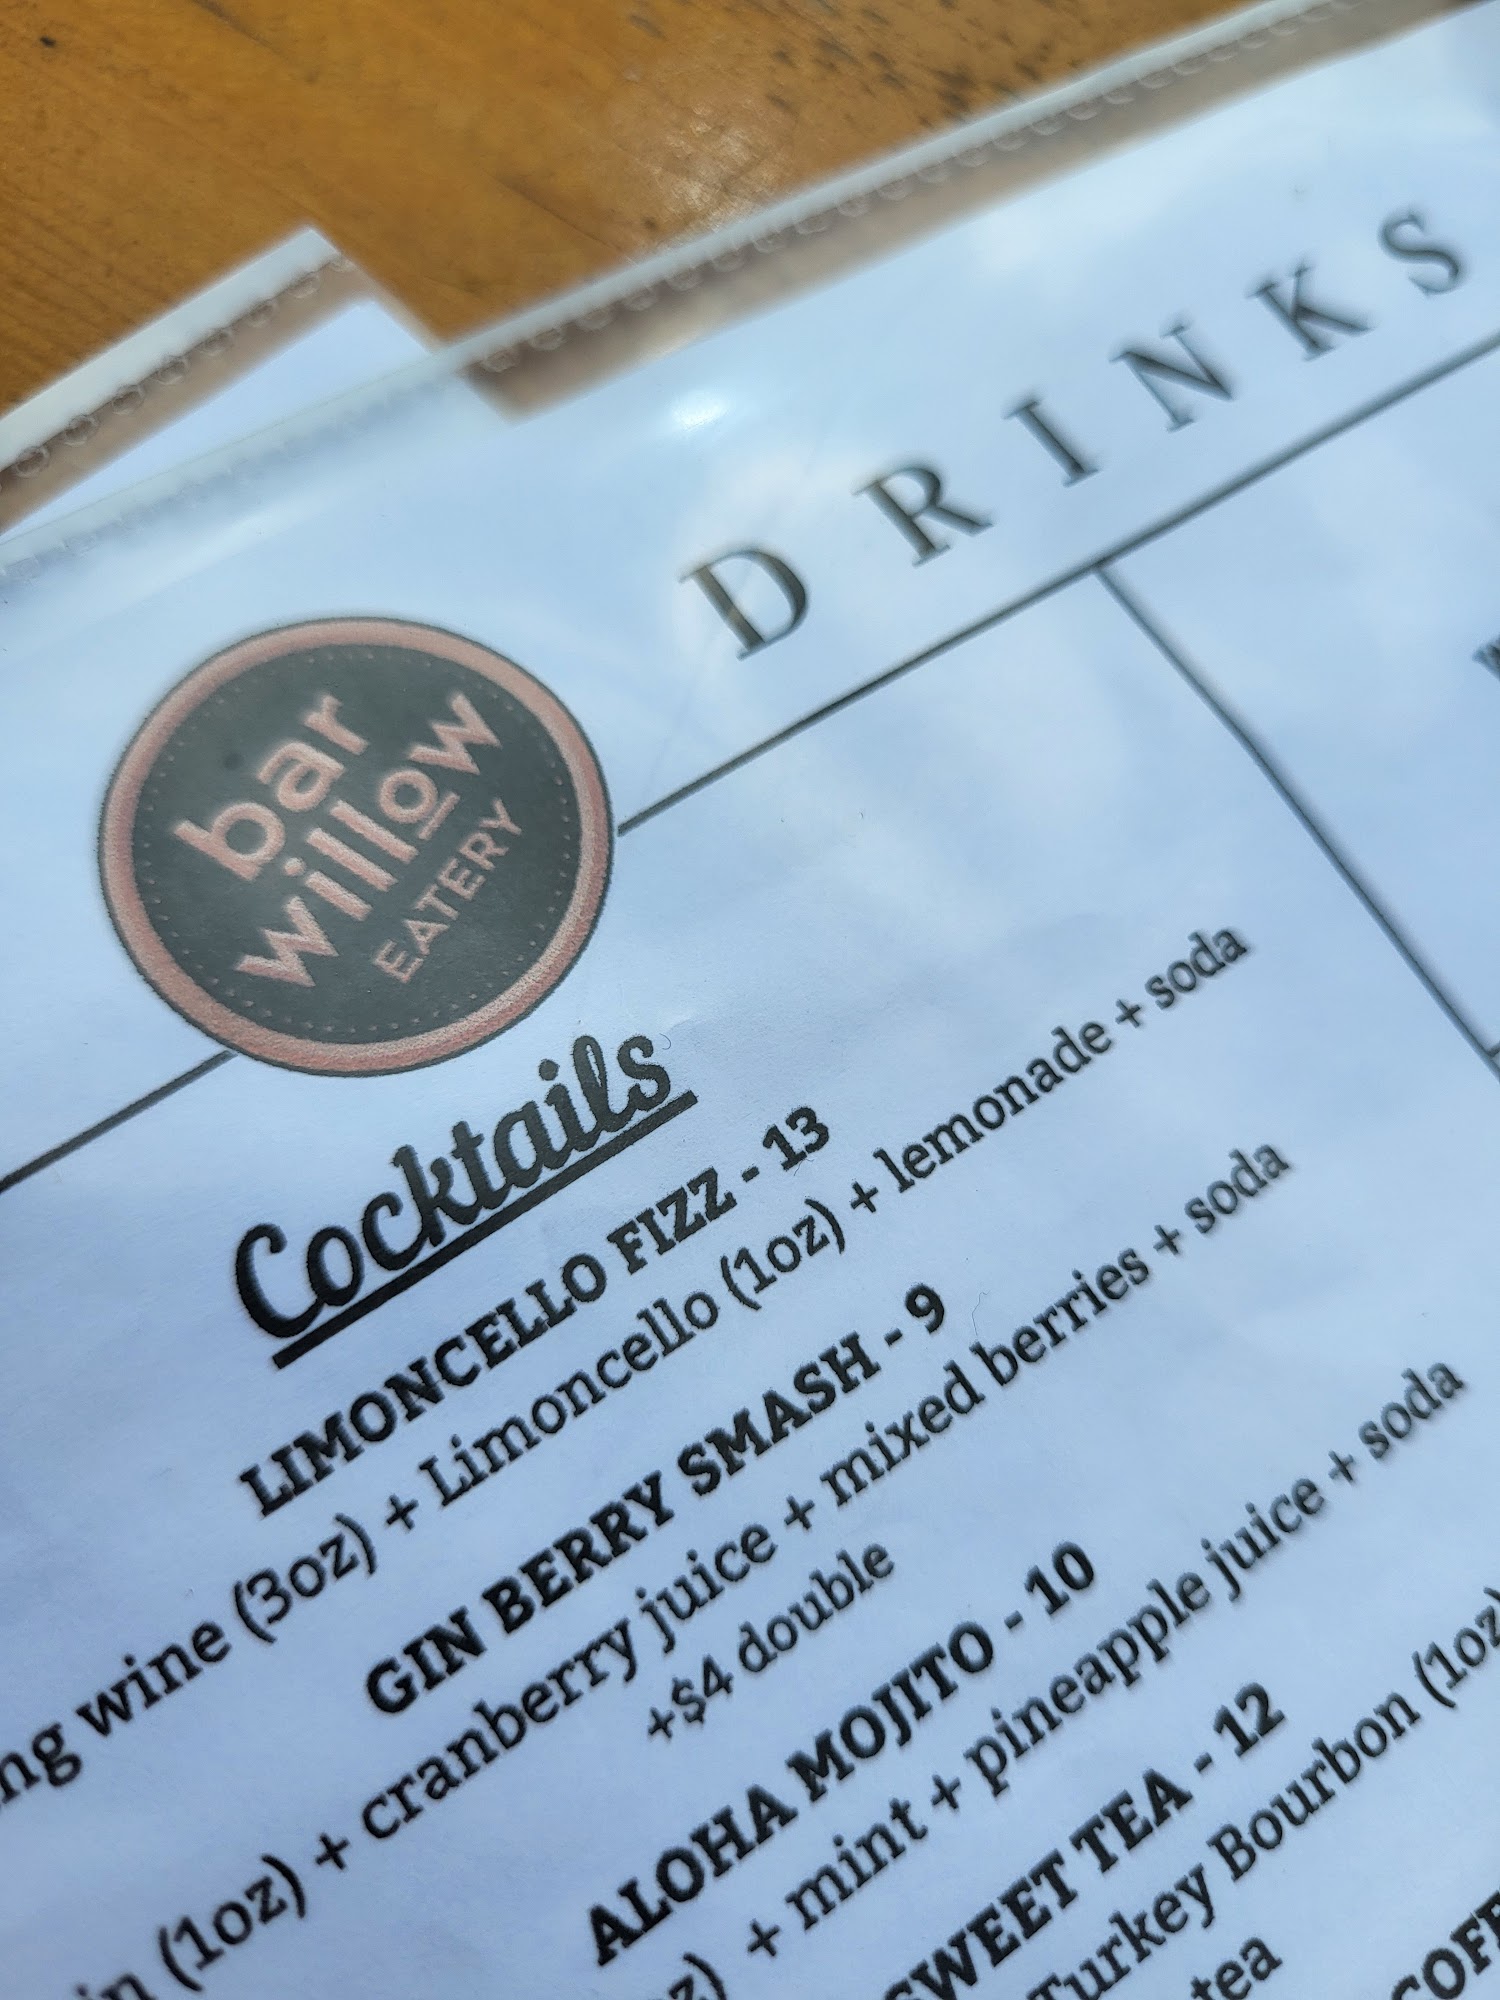 DRINKS
bar
willow
EATERY
Cocktails
LIMONCELLO FIZZ - 13
wine (3oz) + Limoncello (1oz) + lemonade + soda
GIN BERRY SMASH - 9
(1oz) + cranberry juice + mixed berries + soda
+$4 double
ALOHA MOJITO - 10
+ mint + pineapple juice + soda
SWEET TEA - 12
Turkey Bourbon (1oz)
tea